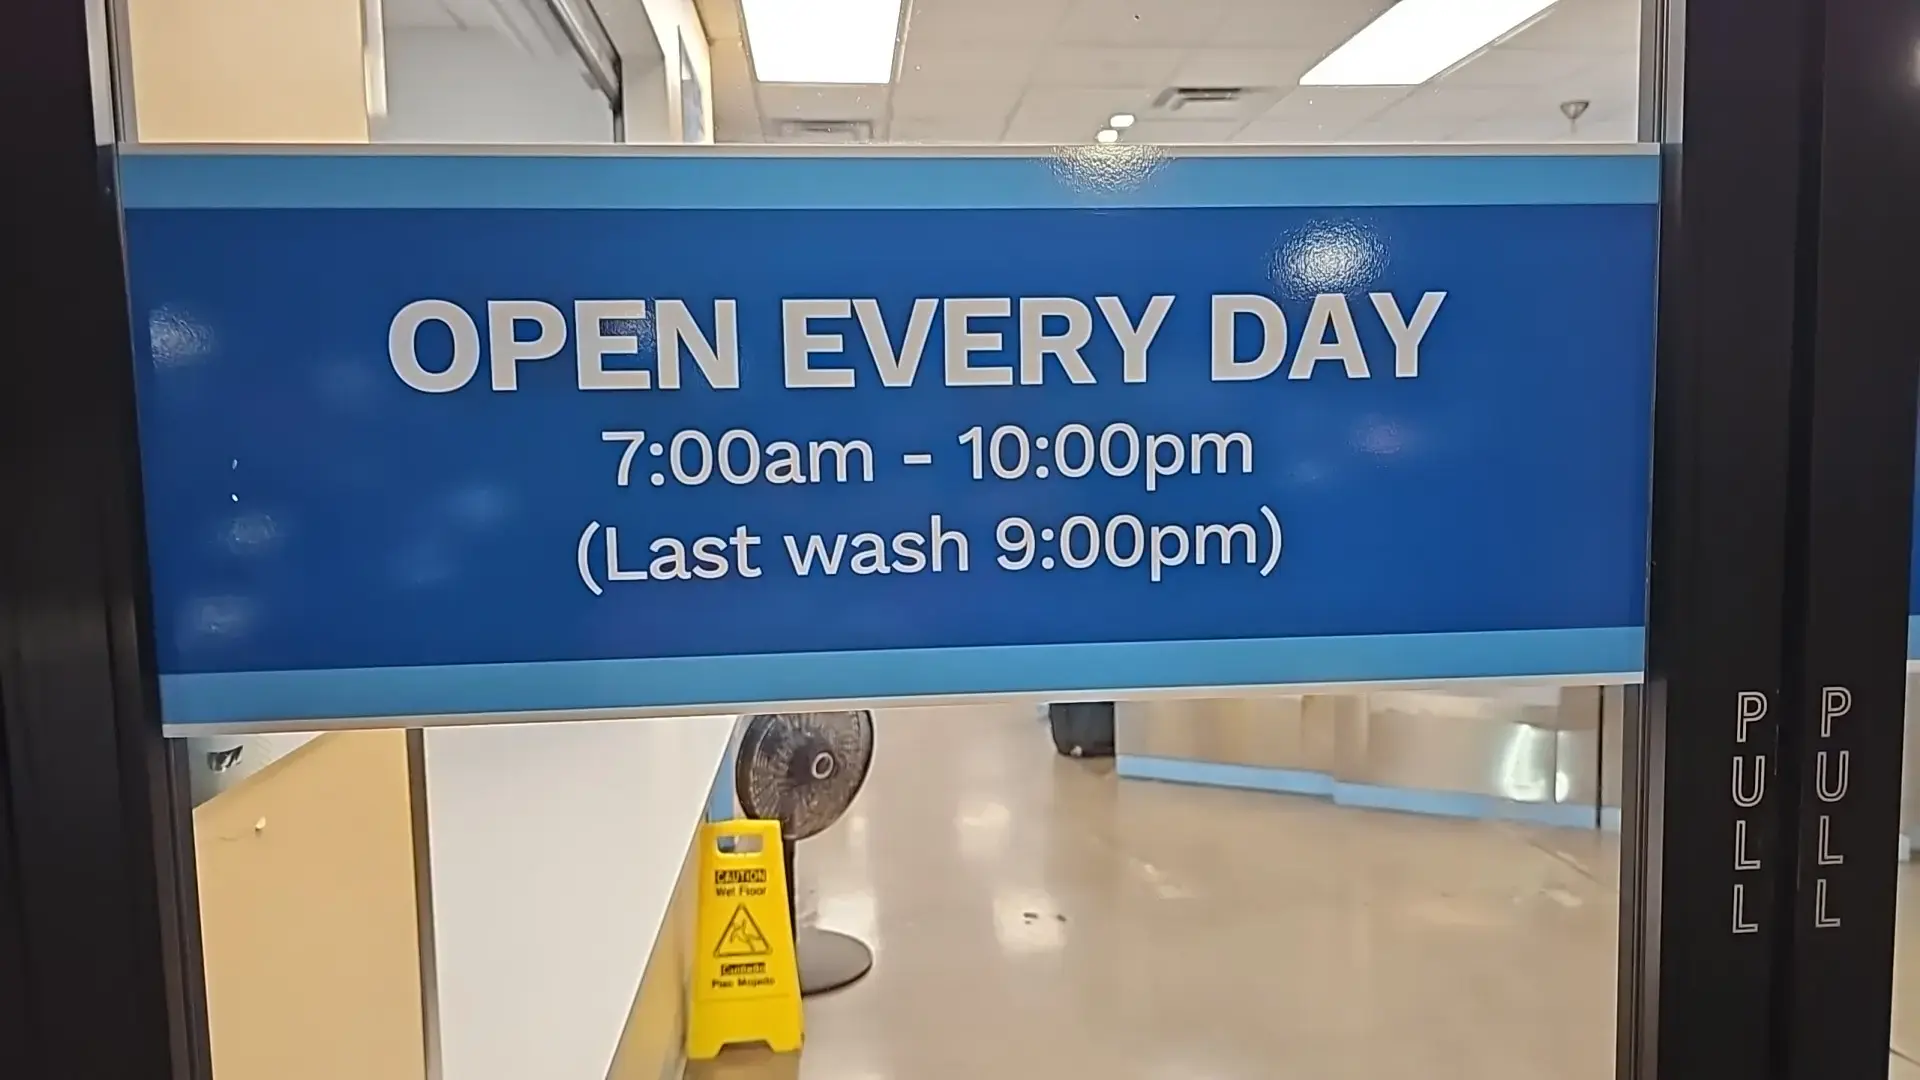 OPEN EVERY DAY
7:00am - 10:00pm
(Last wash 9:00pm)
PULL
PULL
CAUTION
Wet Floor
Cuidado
Piso Mojado